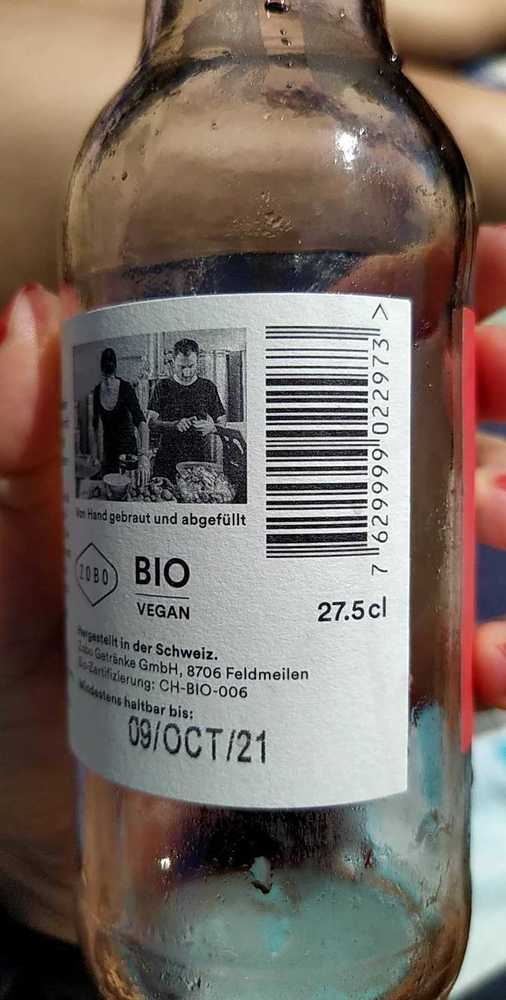 7 629999 022973 >
Von Hand gebraut und abgefüllt
ZOBO
BIO
VEGAN
27.5 cl
Hergestellt in der Schweiz.
Zobo Getränke GmbH, 8706 Feldmeilen
Bio-Zertifizierung: CH-BIO-006
Mindestens haltbar bis:
09/OCT/21